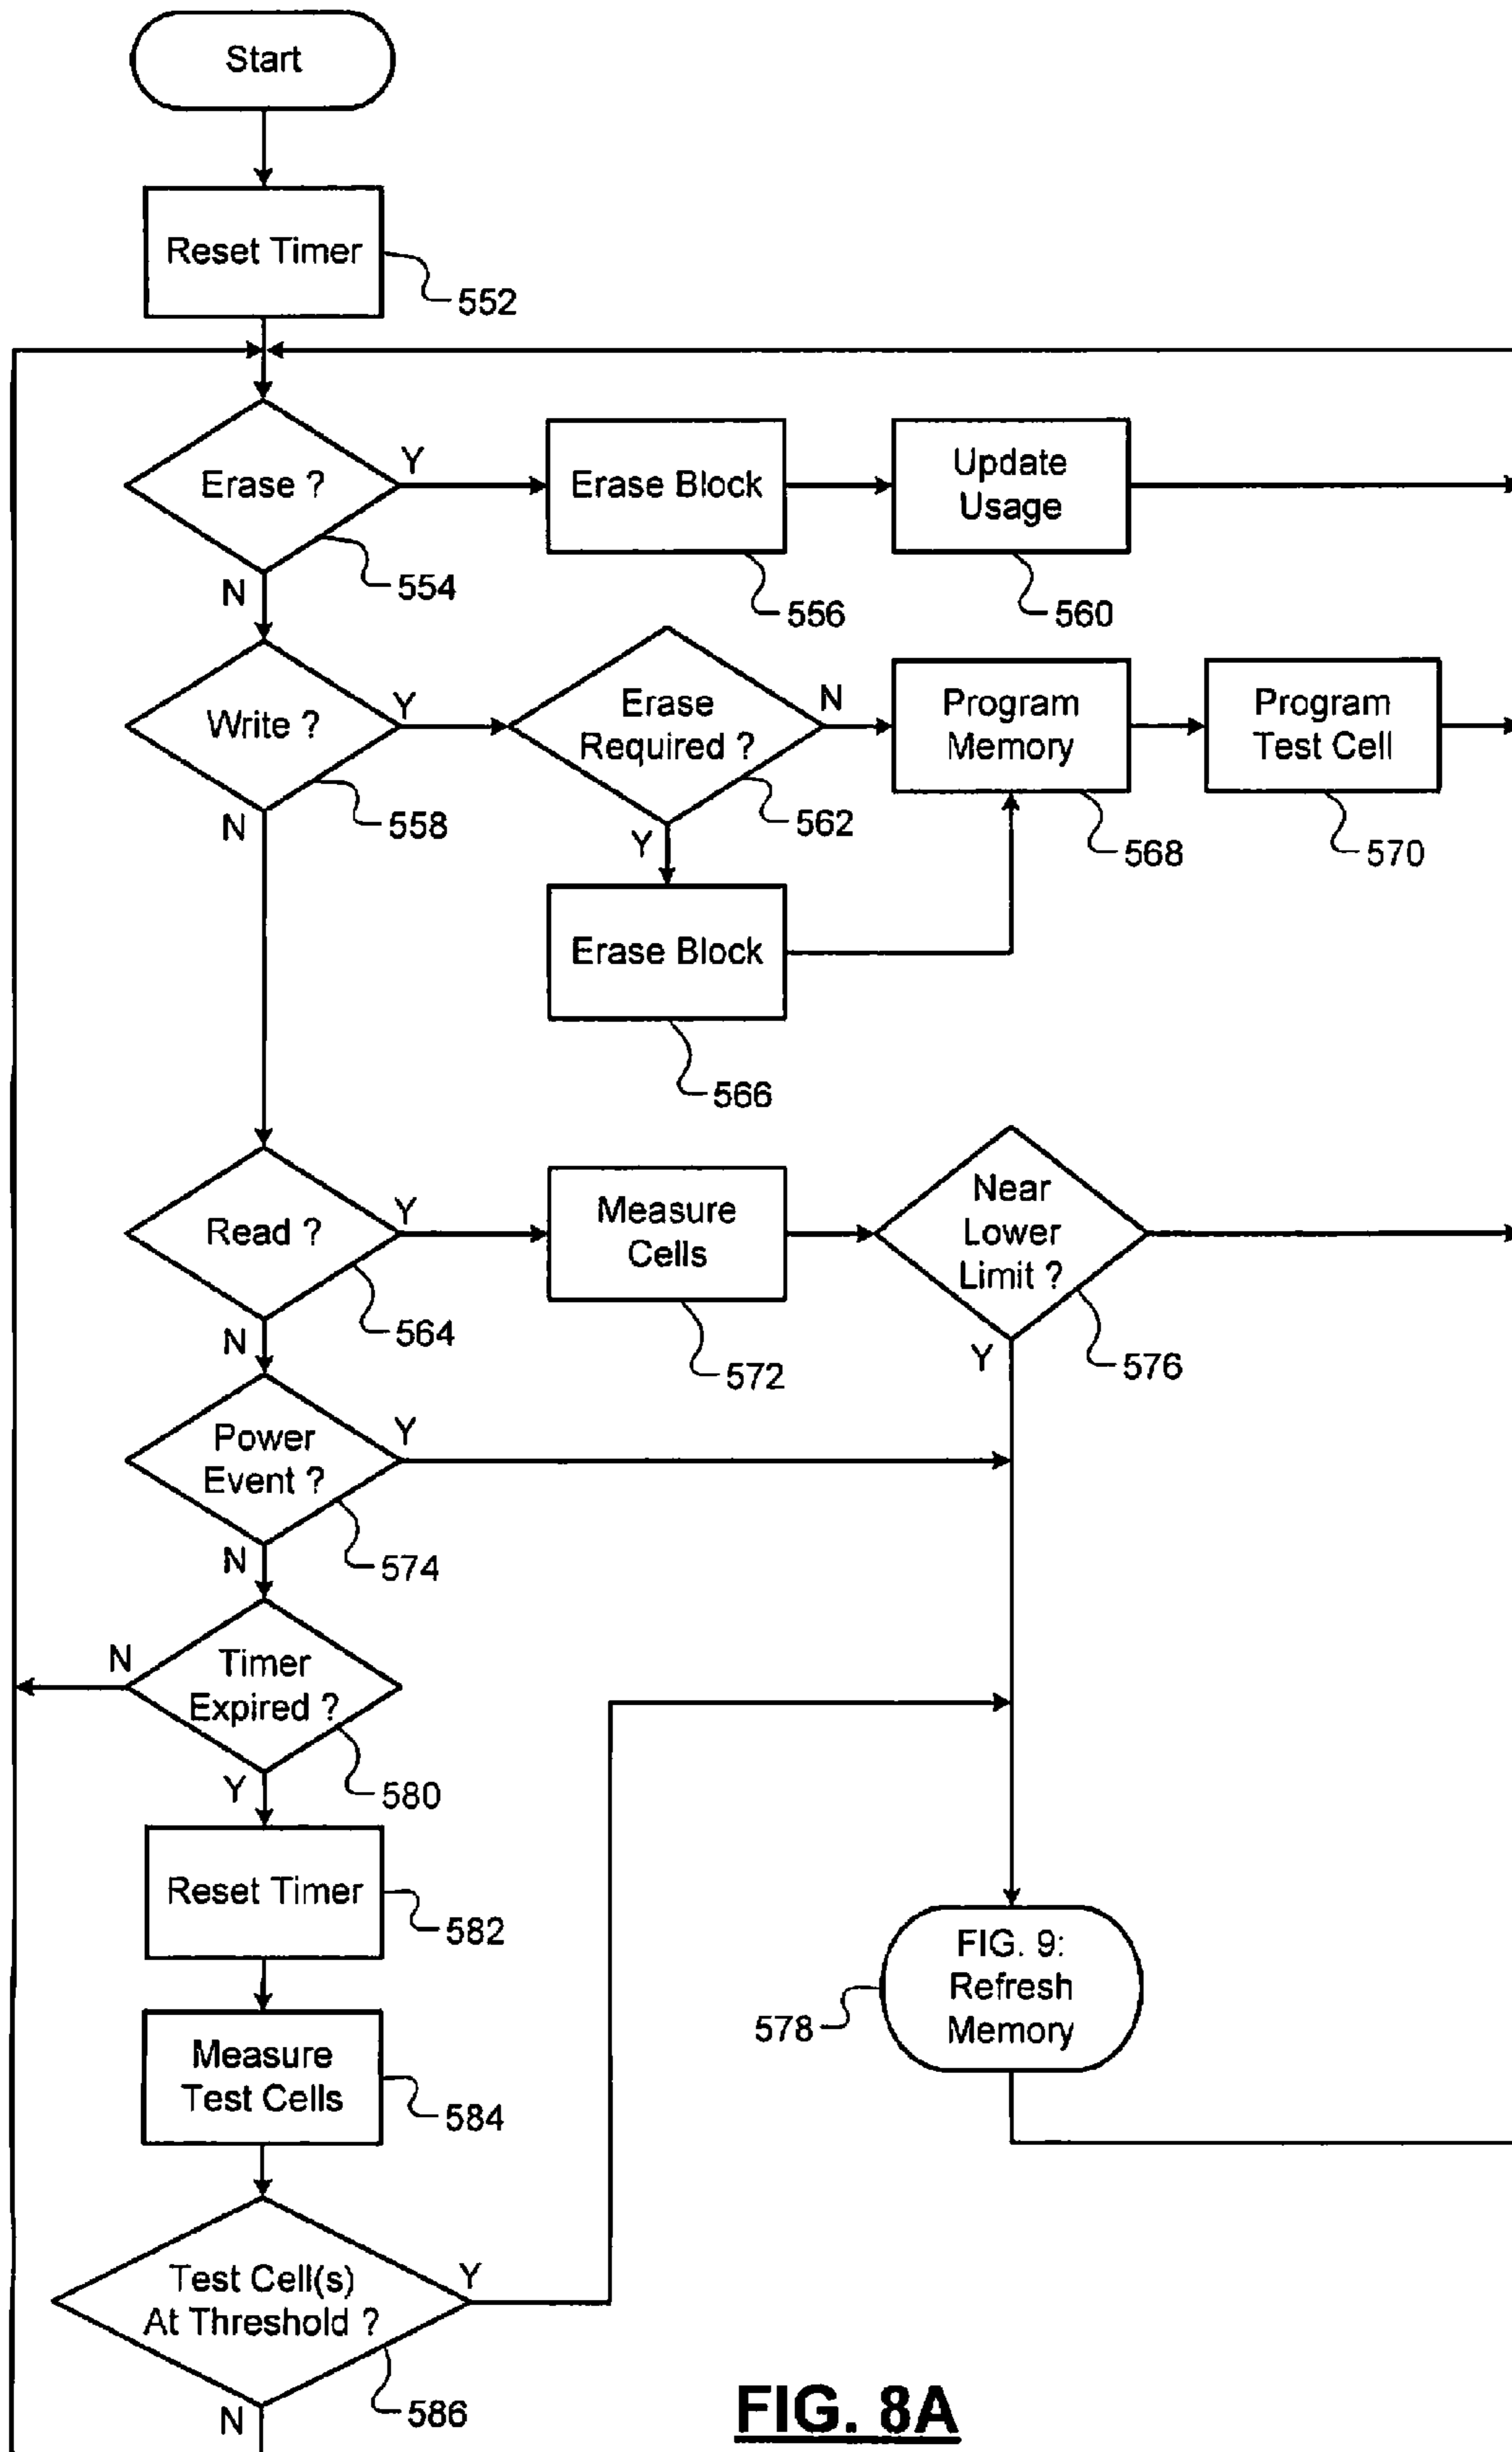 Start
Reset Timer
552
Erase ?
Y
N
554
Erase Block
556
Update
Usage
560
Write ?
Y
N
558
Erase
Required ?
N
Y
562
Program
Memory
568
Program
Test Cell
570
Erase Block
566
Read ?
Y
N
564
Measure
Cells
572
Near
Lower
Limit ?
Y
576
Power
Event ?
Y
N
574
Timer
Expired ?
N
Y
580
Reset Timer
582
FIG. 9:
Refresh
Memory
578
Measure
Test Cells
584
Test Cell(s)
At Threshold ?
Y
N
586
FIG. 8A